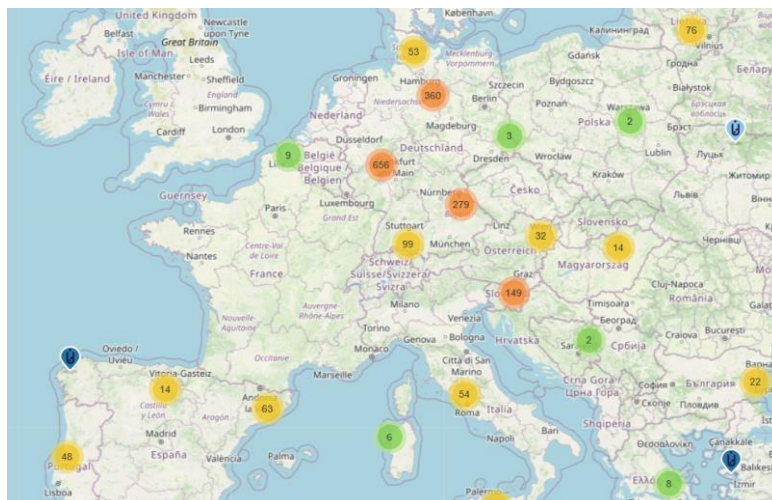 United Kingdom
Newcastle
upon Tyne
København
Калининград
76
Vilnius
Belfast
Isle of Man
Great Britain
Leeds
53
Mecklenburg
Vorpommern
Gdańsk
Гродна
Éire / Ireland
Manchester
Sheffield
Groningen
Hamburg
Szczecin
Bydgoszcz
Białystok
Беларусь
England
Birmingham
360
Berlin
Poznań
Warszawa
2
Брэсцкая
вобласць
Брэст
Cymru /
Wales
Nederland
Magdeburg
Polska
Cardiff
London
Düsseldorf
3
Lublin
Луцьк
9
België
Belgique
Belgien
656
Deutschland
Dresden
Wrocław
Житомир
Guernsey
Luxembourg
279
Česko
Kraków
Львів
Paris
Grand Est
Rennes
Stuttgart
Linz
Slovensko
Nantes
Centre-Val
de Loire
99
München
32
Österreich
14
Чернівці
France
Schweiz/
Suisse/Svizzera/
Svizra
Graz
Magyarország
Cluj-Napoca
149
Milano
Venezia
Timișoara
România
Nouvelle
Aquitaine
Auvergne
Rhône-Alpes
Torino
Genova
Bologna
Hrvatska
Београд
Craiova
București
Oviedo /
Uviéu
Occitanie
Monaco
Città di San
Marino
2
Србија
Marseille
Vitoria-Gasteiz
14
Castilla
y León
Andorra
Aragón
63
54
Roma
Italia
Crna Gora /
Црна Гора
София
България
Варна
22
Скопје
Пловдив
Madrid
Napoli
Bari
Shqipëria
España
6
Θεσσαλονίκη
Çanakkale
48
Portugal
Lisboa
València
Palma
Balıkesir
Palermo
8
İzmir